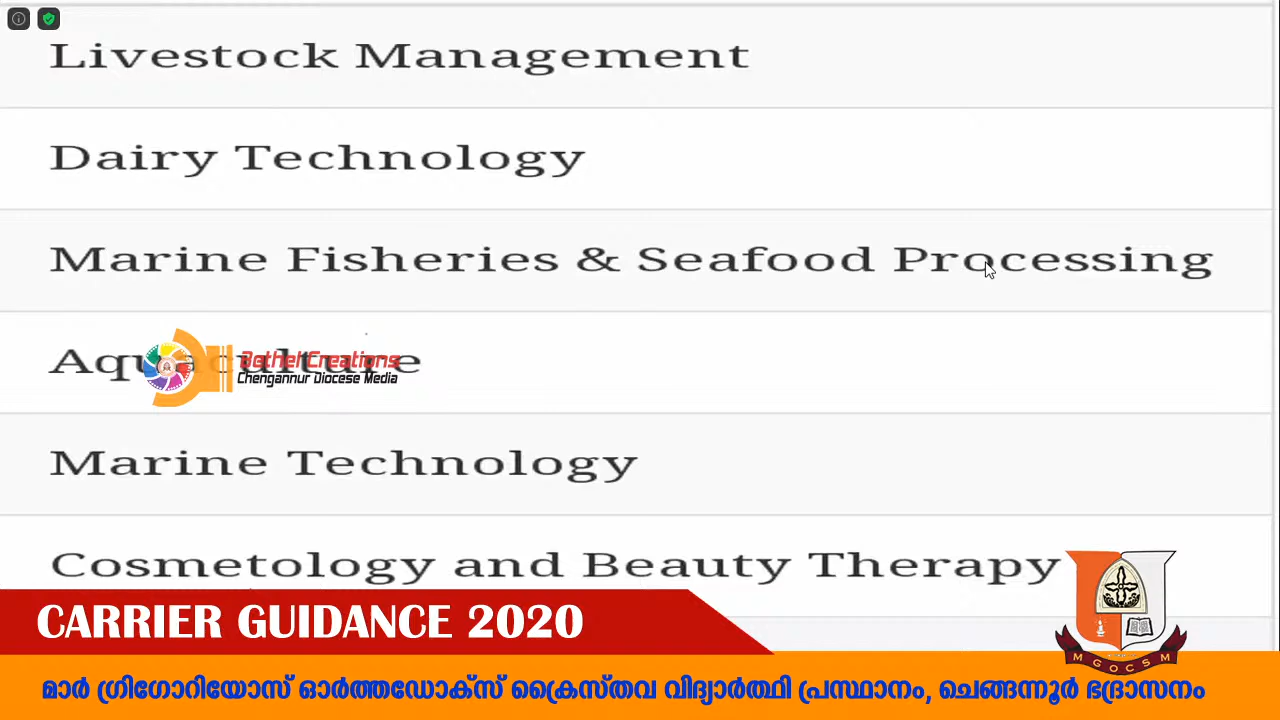 Livestock Management
Dairy Technology
Marine Fisheries & Seafood Processing
Aquaculture
Bethel Creations
Chengannur Diocese Media
Marine Technology
Cosmetology and Beauty Therapy
CARRIER GUIDANCE 2020
MGOCSM
മാർ ഗ്രിഗോറിയോസ് ഓർത്തഡോക്സ് ക്രൈസ്തവ വിദ്യാർത്ഥി പ്രസ്ഥാനം, ചെങ്ങന്നൂർ ഭദ്രാസനം